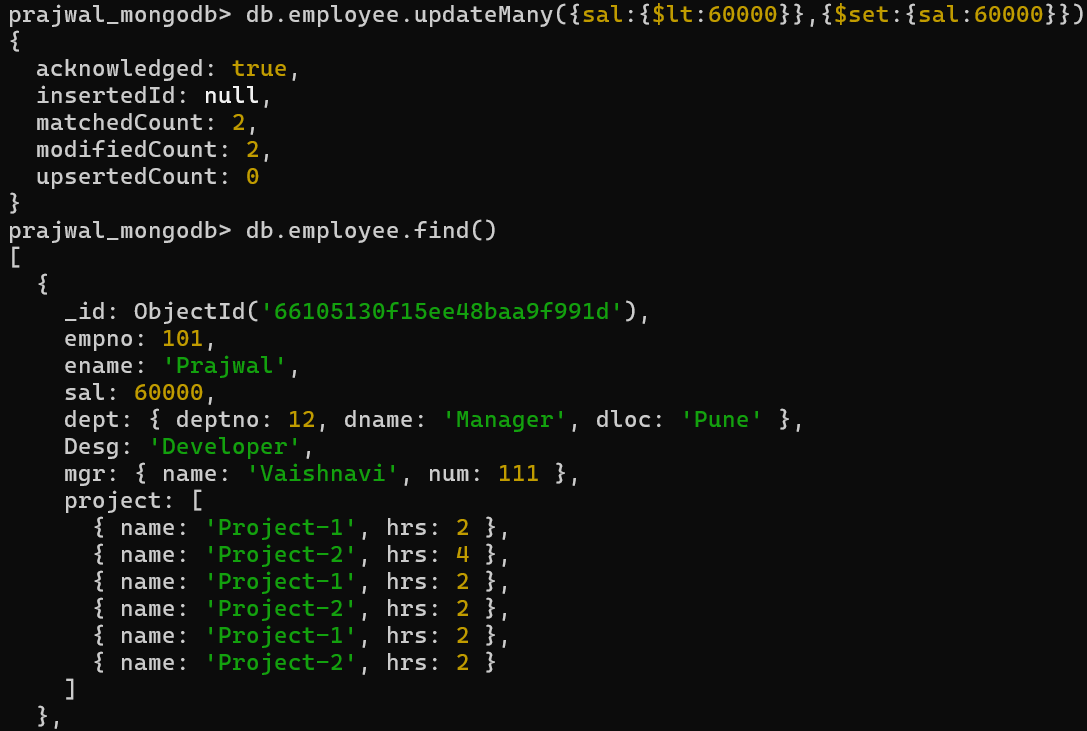 prajwal_mongodb> db.employee.updateMany({sal:{$lt:60000}},{$set:{sal:60000}})
{
  acknowledged: true,
  insertedId: null,
  matchedCount: 2,
  modifiedCount: 2,
  upsertedCount: 0
}
prajwal_mongodb> db.employee.find()
[
  {
    _id: ObjectId('66105130f15ee48baa9f991d'),
    empno: 101,
    ename: 'Prajwal',
    sal: 60000,
    dept: { deptno: 12, dname: 'Manager', dloc: 'Pune' },
    Desg: 'Developer',
    mgr: { name: 'Vaishnavi', num: 111 },
    project: [
      { name: 'Project-1', hrs: 2 },
      { name: 'Project-2', hrs: 4 },
      { name: 'Project-1', hrs: 2 },
      { name: 'Project-2', hrs: 2 },
      { name: 'Project-1', hrs: 2 },
      { name: 'Project-2', hrs: 2 }
    ]
  },